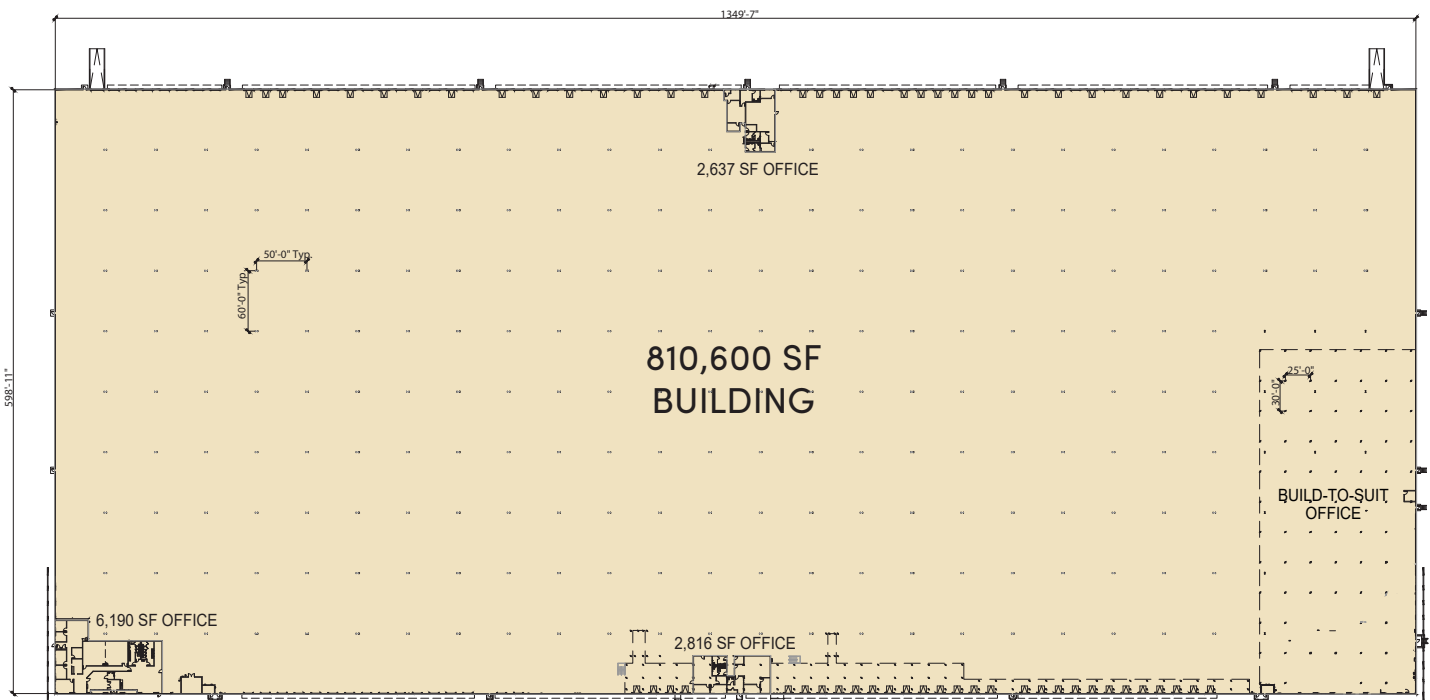 1349'-7"
2,637 SF OFFICE
50'-0" Typ.
60'-0" Typ.
810,600 SF
BUILDING
598'-11"
25'-0"
30'-0"
BUILD-TO-SUIT
OFFICE
6,190 SF OFFICE
2,816 SF OFFICE